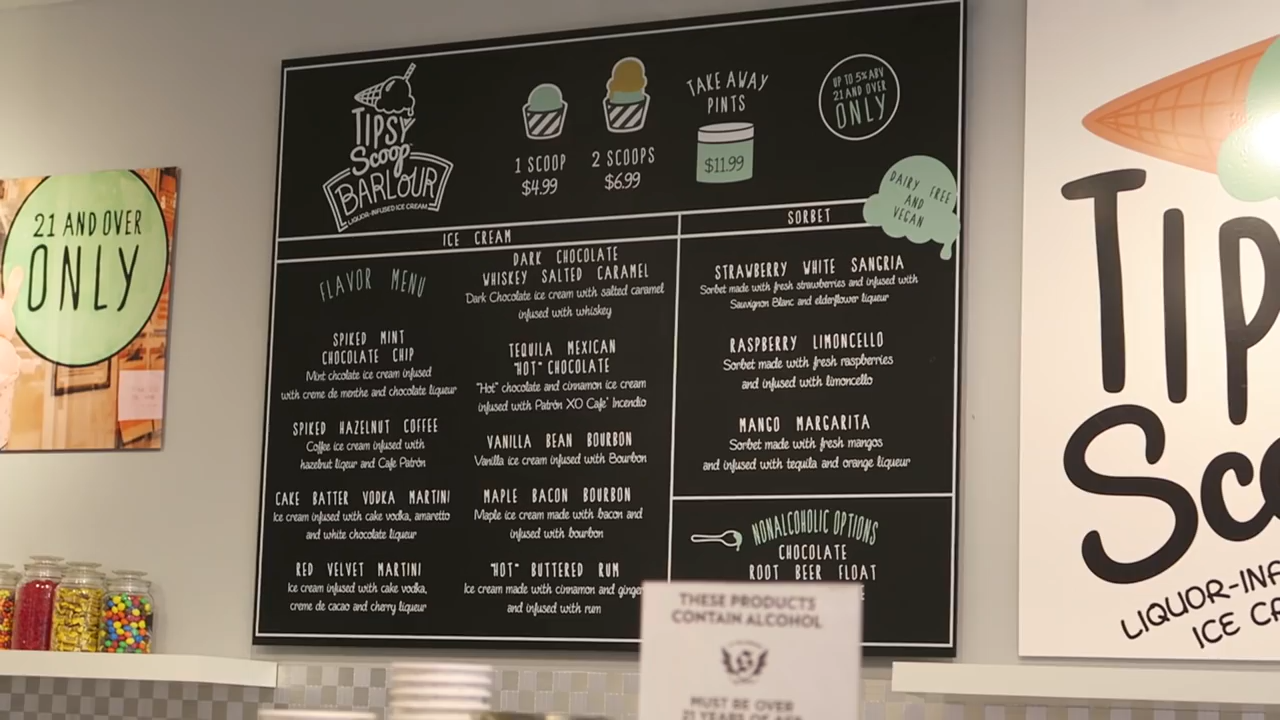 21 AND OVER
ONLY
TIPSY
Scoop
BARLOUR
LIQUOR-INFUSED ICE CREAM
1 SCOOP
$4.99
2 SCOOPS
$6.99
TAKE AWAY
PINTS
$11.99
UP TO 5% ABV
21 AND OVER
ONLY
DAIRY FREE
AND
VEGAN
ICE CREAM
FLAVOR MENU
SPIKED MINT
CHOCOLATE CHIP
Mint chcolate ice cream infused
with creme de menthe and chocolate liqueur
SPIKED HAZELNUT COFFEE
Coffee ice cream infused with
hazelnut liqeur and Cafe Patrón
CAKE BATTER VODKA MARTINI
Ice cream infused with cake vodka, amaretto
and white chocolate liqueur
RED VELVET MARTINI
Ice cream infused with cake vodka,
creme de cacao and cherry liqueur
DARK CHOCOLATE
WHISKEY SALTED CARAMEL
Dark Chocolate ice cream with salted caramel
infused with whiskey
TEQUILA MEXICAN
"HOT" CHOCOLATE
"Hot" chocolate and cinnamon ice cream
infused with Patrón XO Cafe' Incendio
VANILLA BEAN BOURBON
Vanilla ice cream infused with Bourbon
MAPLE BACON BOURBON
Maple ice cream made with bacon and
infused with bourbon
"HOT" BUTTERED RUM
Ice cream made with cinnamon and ginger
and infused with rum
SORBET
STRAWBERRY WHITE SANGRIA
Sorbet made with fresh strawberries and infused with
Sauvignon Blanc and elderflower liqueur
RASPBERRY LIMONCELLO
Sorbet made with fresh raspberries
and infused with limoncello
MANGO MARGARITA
Sorbet made with fresh mangos
and infused with tequila and orange liqueur
NONALCOHOLIC OPTIONS
CHOCOLATE
ROOT BEER FLOAT
THESE PRODUCTS
CONTAIN ALCOHOL
MUST BE OVER
21 YEARS OF AGE
TIP
Sc
LIQUOR-INF
ICE C